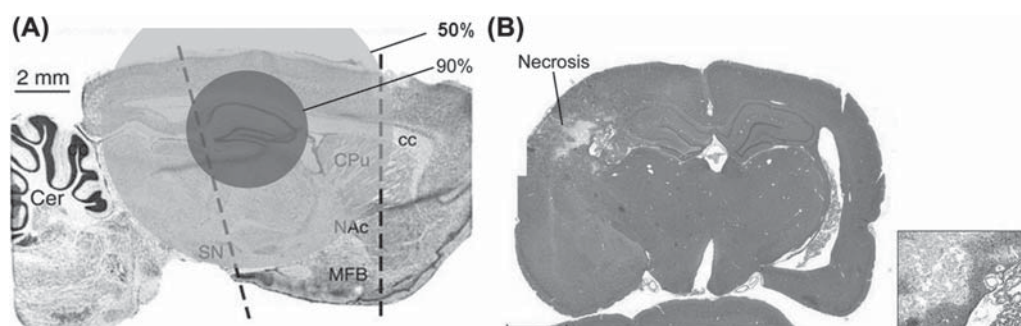 (A)
50%
90%
2 mm
cc
CPu
Cer
NAc
SN
MFB
(B)
Necrosis